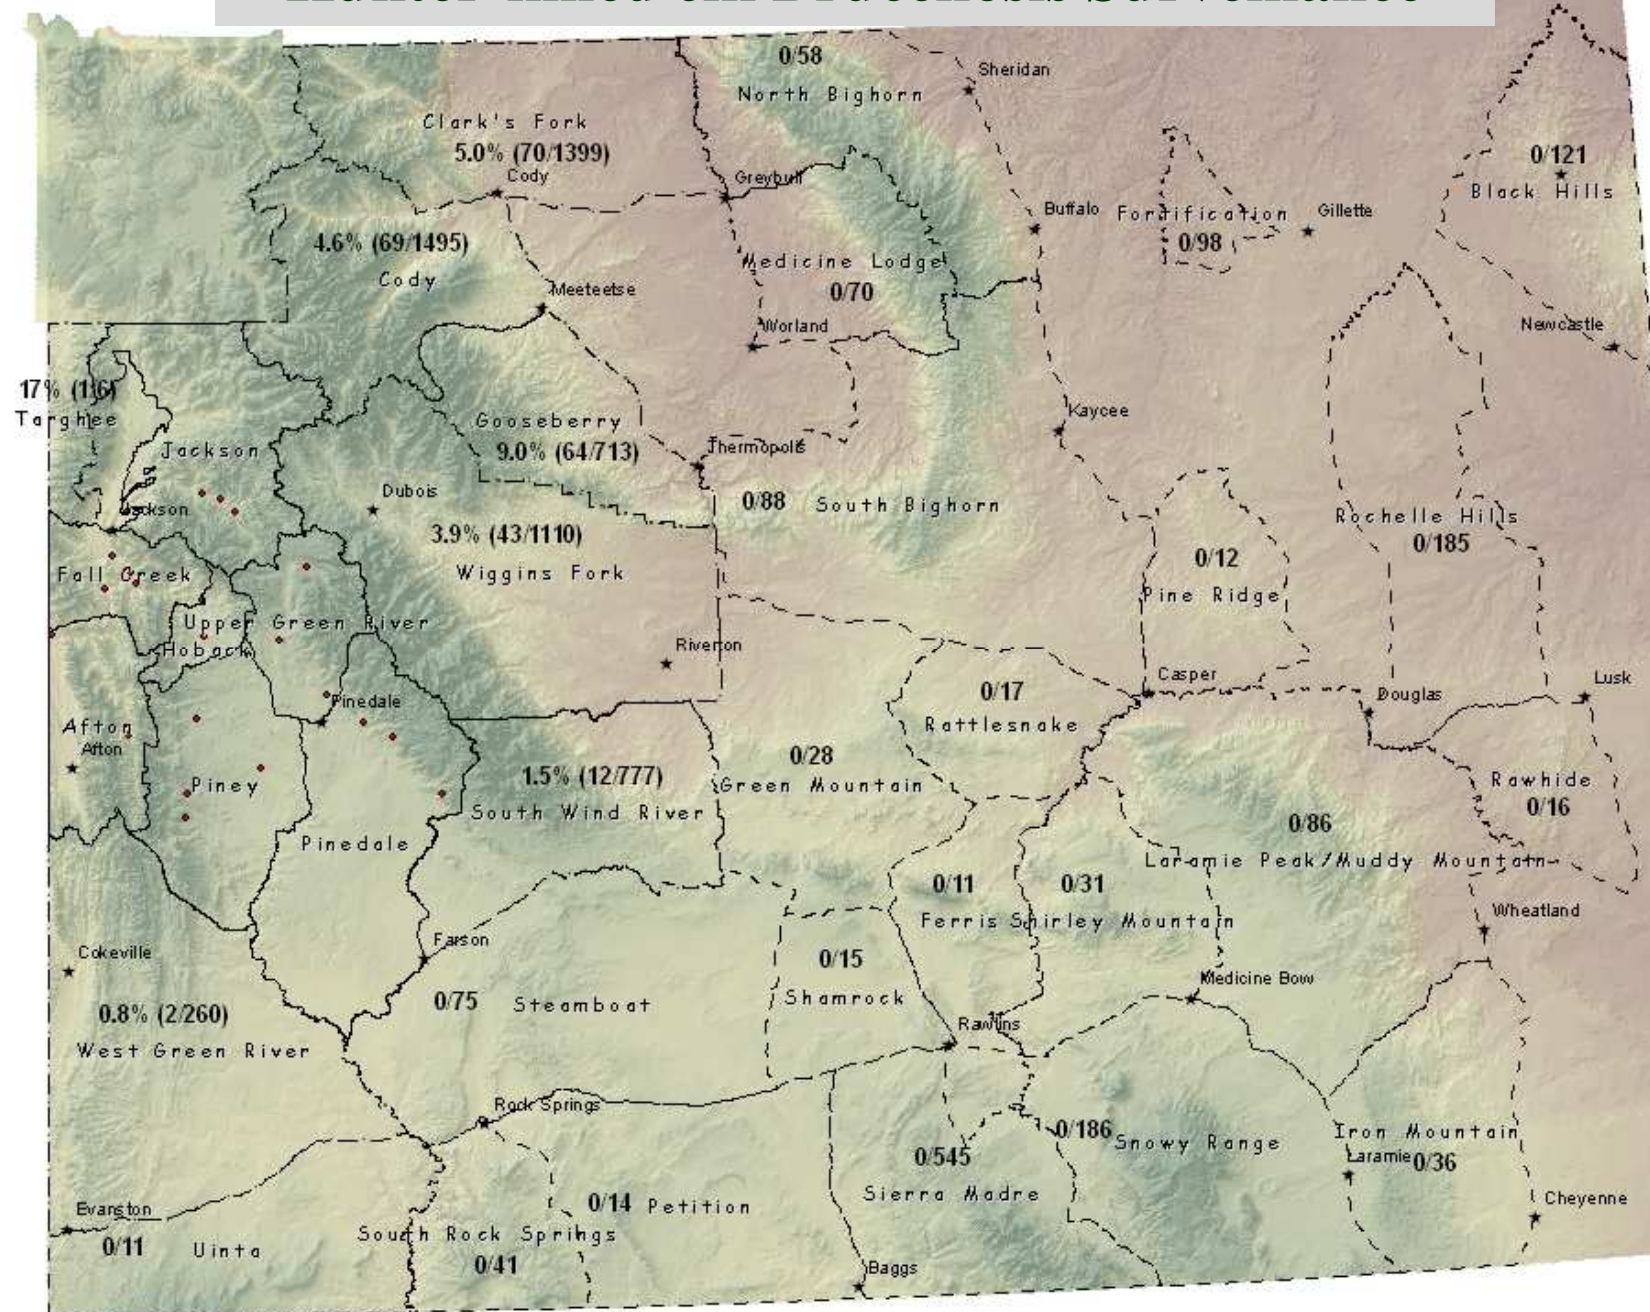 Hunter-killed elk Brucellosis Surveillance
0/58
Sheridan
North Bighorn
Clark's Fork
5.0% (70/1399)
Cody
Greybull
0/121
Black Hills
Buffalo
Fortification
Gillette
0/98
4.6% (69/1495)
Cody
Medicine Lodge
0/70
Meeteetse
Worland
Newcastle
17% (1/6)
Targhee
Kaycee
Gooseberry
9.0% (64/713)
Jackson
Thermopolis
Dubois
0/88 South Bighorn
Jackson
Rochelle Hills
0/185
3.9% (43/1110)
Wiggins Fork
0/12
Pine Ridge
Fall Creek
Upper Green River
Hoback
Riverton
Casper
Lusk
Pinedale
0/17
Rattlesnake
Douglas
Afton
Afton
0/28
Green Mountain
1.5% (12/777)
South Wind River
Piney
Rawhide
0/16
Pinedale
0/86
Laramie Peak/Muddy Mountain
0/11
Ferris
0/31
Shirley Mountain
Wheatland
Farson
Cokeville
0/15
Shamrock
Medicine Bow
0/75 Steamboat
0.8% (2/260)
West Green River
Rawlins
Rock Springs
0/186 Snowy Range
Iron Mountain
Laramie 0/36
0/545
Sierra Madre
0/14 Petition
Cheyenne
Evanston
0/11 Uinta
South Rock Springs
0/41
Baggs